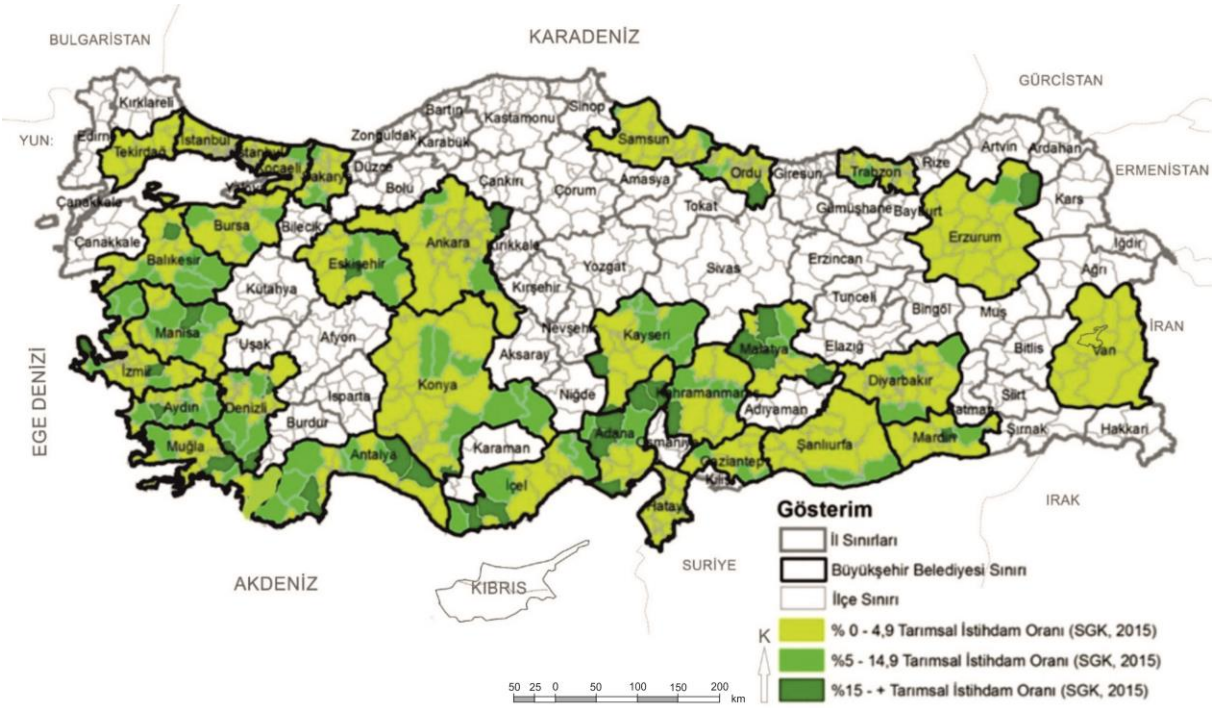 BULGARİSTAN
KARADENİZ
GÜRCİSTAN
YUN:
ERMENİSTAN
İRAN
IRAK
SURİYE
KIBRIS
AKDENİZ
EGE DENİZİ
Kırklareli
Tekirdağ
İstanbul
İstanbul
Kocaeli
Düzce
Zonguldak
Bartın
Karabük
Kastamonu
Sinop
Samsun
Ordu
Giresun
Trabzon
Rize
Artvin
Ardahan
Kars
Iğdır
Ağrı
Çanakkale
Çanakkale
Balıkesir
Bursa
Bilecik
Bolu
Çankırı
Çorum
Amasya
Tokat
Gümüşhane
Bayburt
Erzurum
Eskişehir
Ankara
Kırıkkale
Yozgat
Sivas
Erzincan
Kütahya
Kırşehir
Tunceli
Bingöl
Muş
Manisa
Uşak
Afyon
Nevşehir
Kayseri
Malatya
Elazığ
Bitlis
Van
İzmir
Aydın
Denizli
Isparta
Konya
Aksaray
Niğde
Adıyaman
Diyarbakır
Siirt
Muğla
Burdur
Antalya
Karaman
İçel
Adana
Osmaniye
Gaziantep
Kilis
Şanlıurfa
Mardin
Şırnak
Hakkari
Hatay
Gösterim
İl Sınırları
Büyükşehir Belediyesi Sınırı
İlçe Sınırı
% 0 - 4,9 Tarımsal İstihdam Oranı (SGK, 2015)
%5 - 14,9 Tarımsal İstihdam Oranı (SGK, 2015)
%15 - + Tarımsal İstihdam Oranı (SGK, 2015)
K
50 25 0 50 100 150 200 km